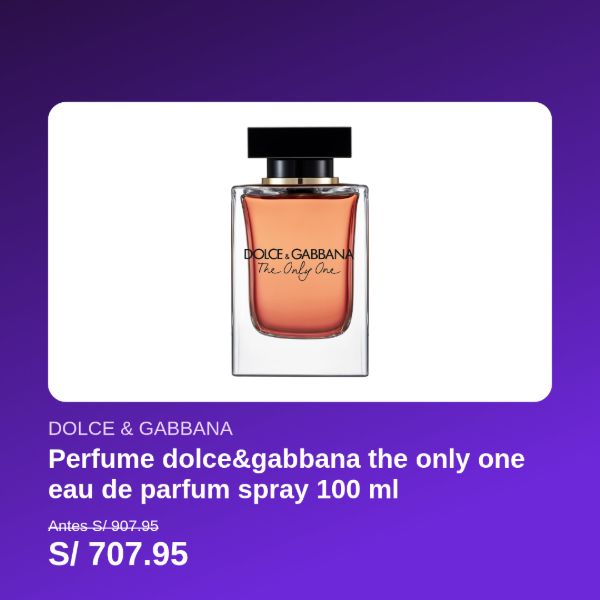 DOLCE & GABBANA
The Only One
DOLCE & GABBANA
Perfume dolce&gabbana the only one
eau de parfum spray 100 ml
Antes S/ 907.95
S/ 707.95